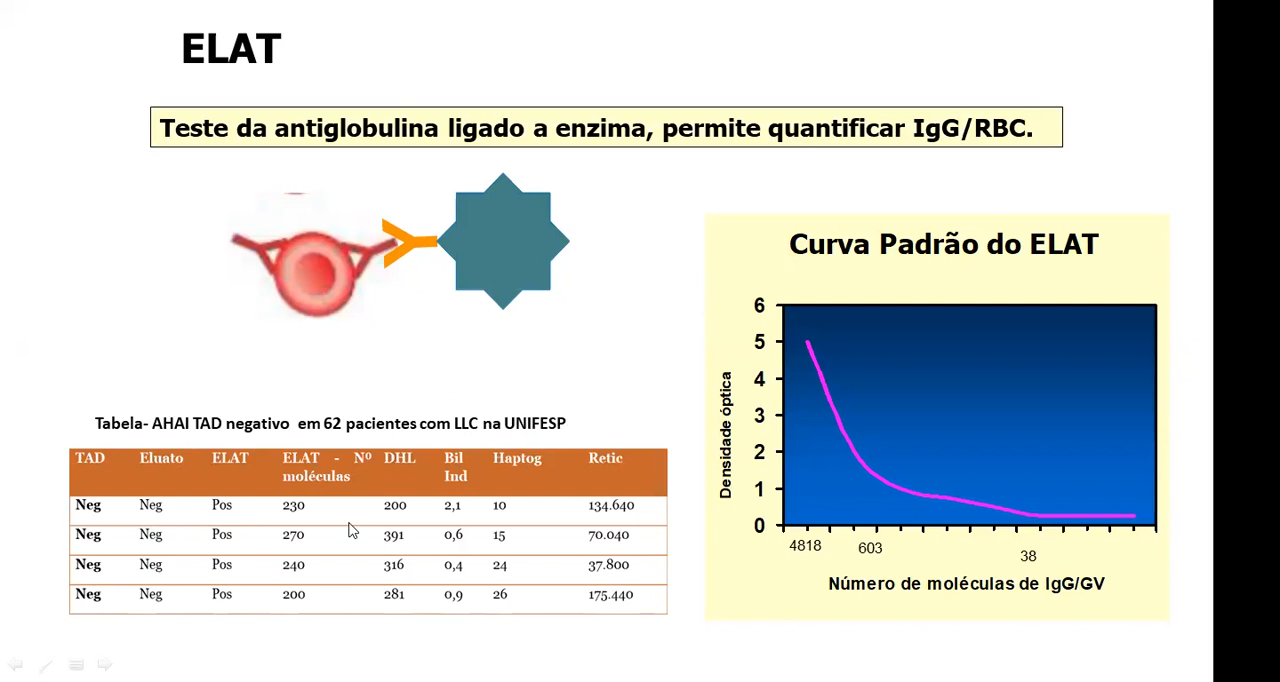 ELAT
Teste da antiglobulina ligado a enzima, permite quantificar IgG/RBC.
Tabela- AHAI TAD negativo em 62 pacientes com LLC na UNIFESP
TAD Eluato ELAT ELAT - Nº moléculas DHL Bil Ind Haptog Retic
Neg Neg Pos 230 200 2,1 10 134.640
Neg Neg Pos 270 391 0,6 15 70.040
Neg Neg Pos 240 316 0,4 24 37.800
Neg Neg Pos 200 281 0,9 26 175.440
Curva Padrão do ELAT
Densidade óptica
6
5
4
3
2
1
0
4818 603 38
Número de moléculas de IgG/GV